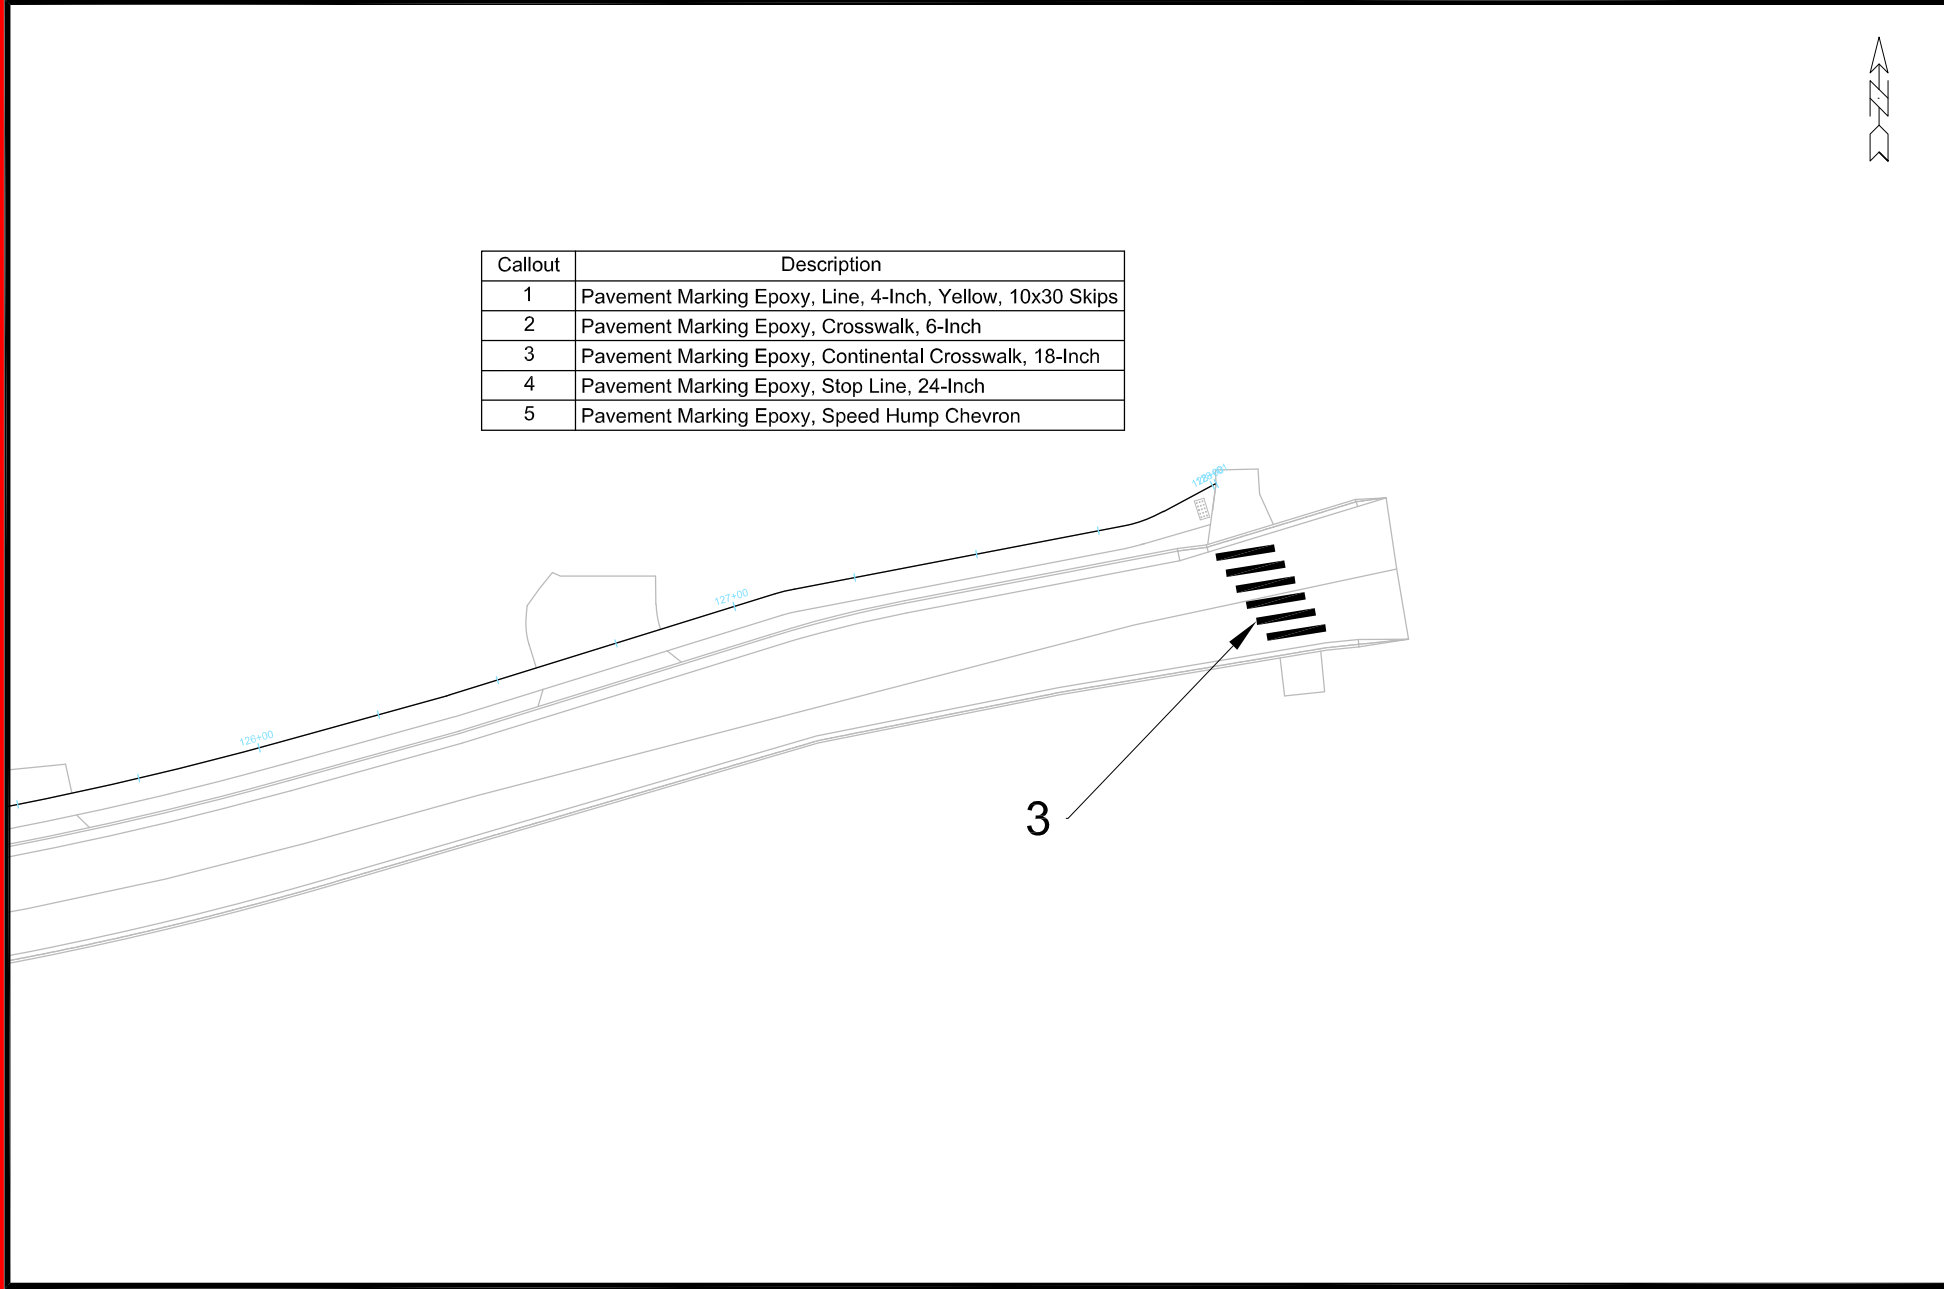 N
Callout Description
1 Pavement Marking Epoxy, Line, 4-Inch, Yellow, 10x30 Skips
2 Pavement Marking Epoxy, Crosswalk, 6-Inch
3 Pavement Marking Epoxy, Continental Crosswalk, 18-Inch
4 Pavement Marking Epoxy, Stop Line, 24-Inch
5 Pavement Marking Epoxy, Speed Hump Chevron
127+00
126+00
3